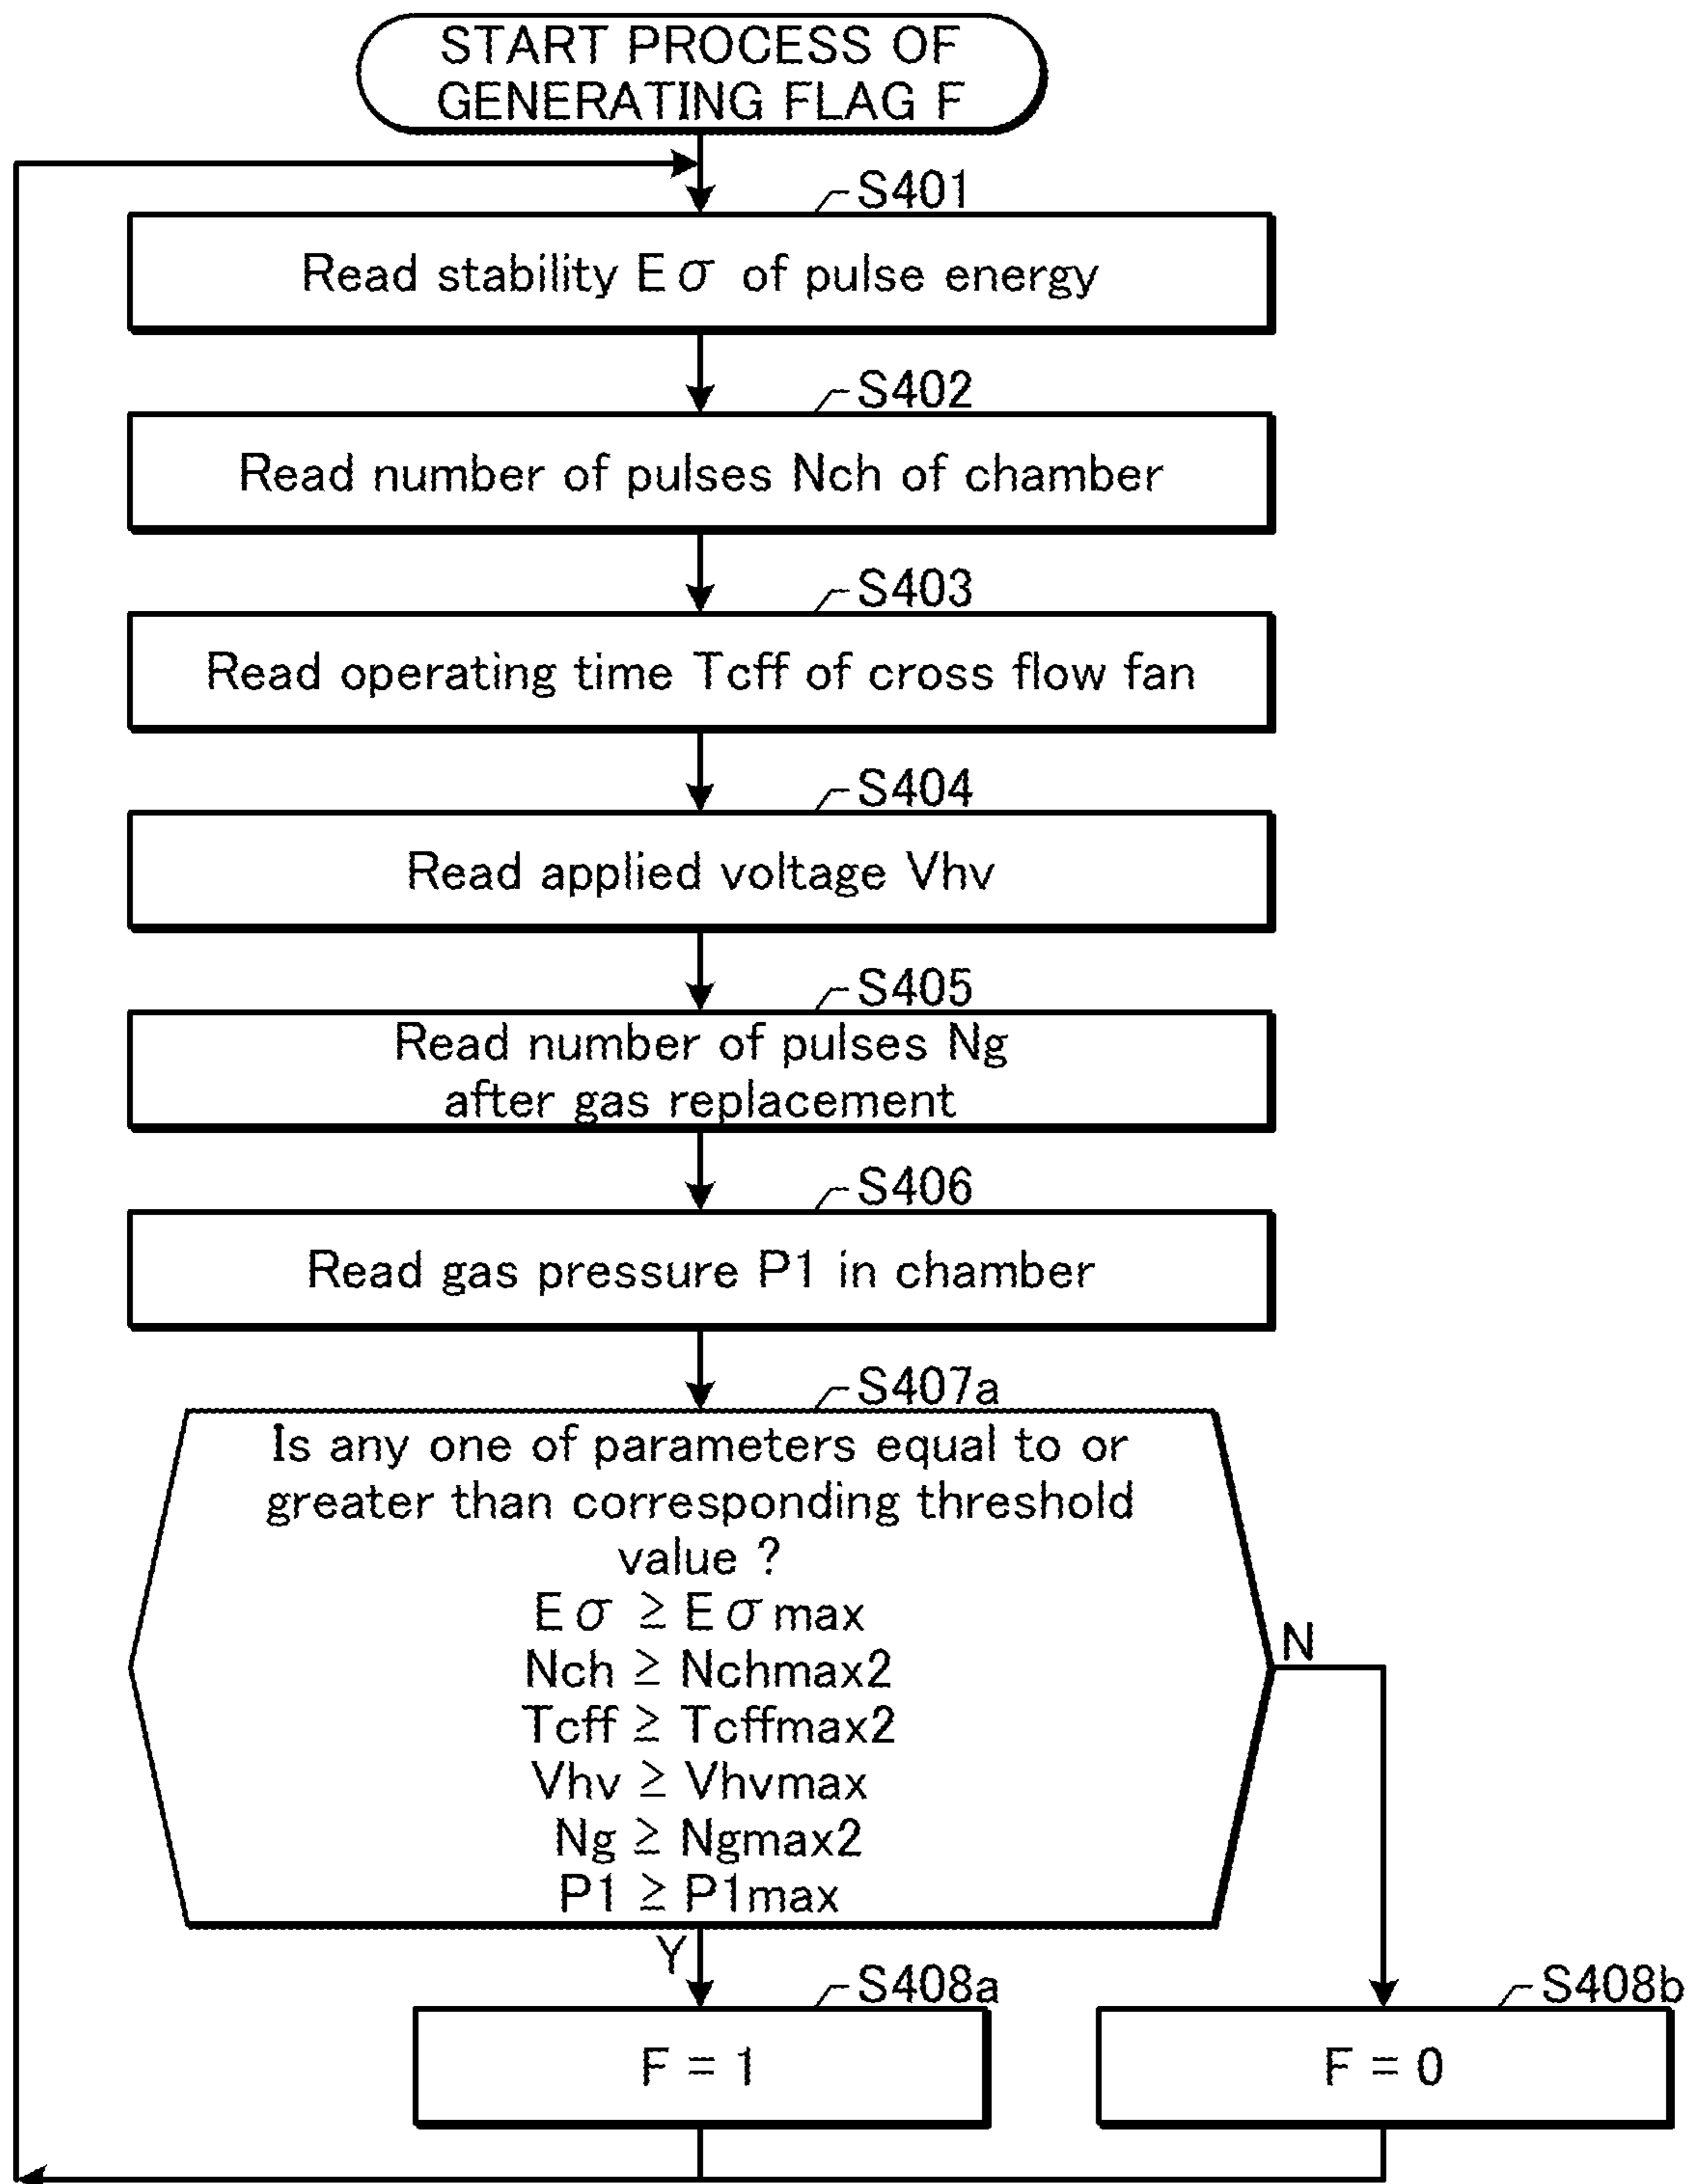 START PROCESS OF
GENERATING FLAG F
S401
Read stability Eσ of pulse energy
S402
Read number of pulses Nch of chamber
S403
Read operating time Tcff of cross flow fan
S404
Read applied voltage Vhv
S405
Read number of pulses Ng
after gas replacement
S406
Read gas pressure P1 in chamber
S407a
Is any one of parameters equal to or
greater than corresponding threshold
value ?
Eσ ≧ Eσmax
Nch ≧ Nchmax2
Tcff ≧ Tcffmax2
Vhv ≧ Vhvmax
Ng ≧ Ngmax2
P1 ≧ P1max
N
Y
S408a
F = 1
S408b
F = 0